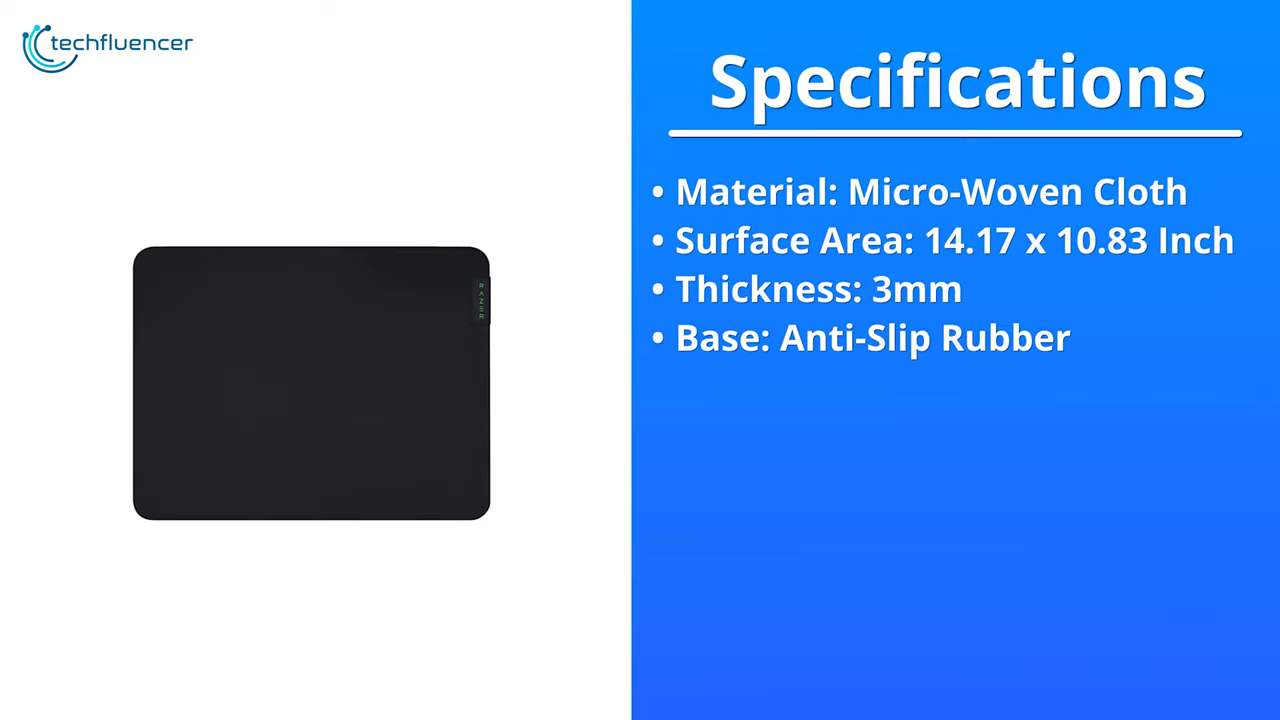 techfluencer
Specifications
• Material: Micro-Woven Cloth
• Surface Area: 14.17 x 10.83 Inch
• Thickness: 3mm
• Base: Anti-Slip Rubber
RAZER